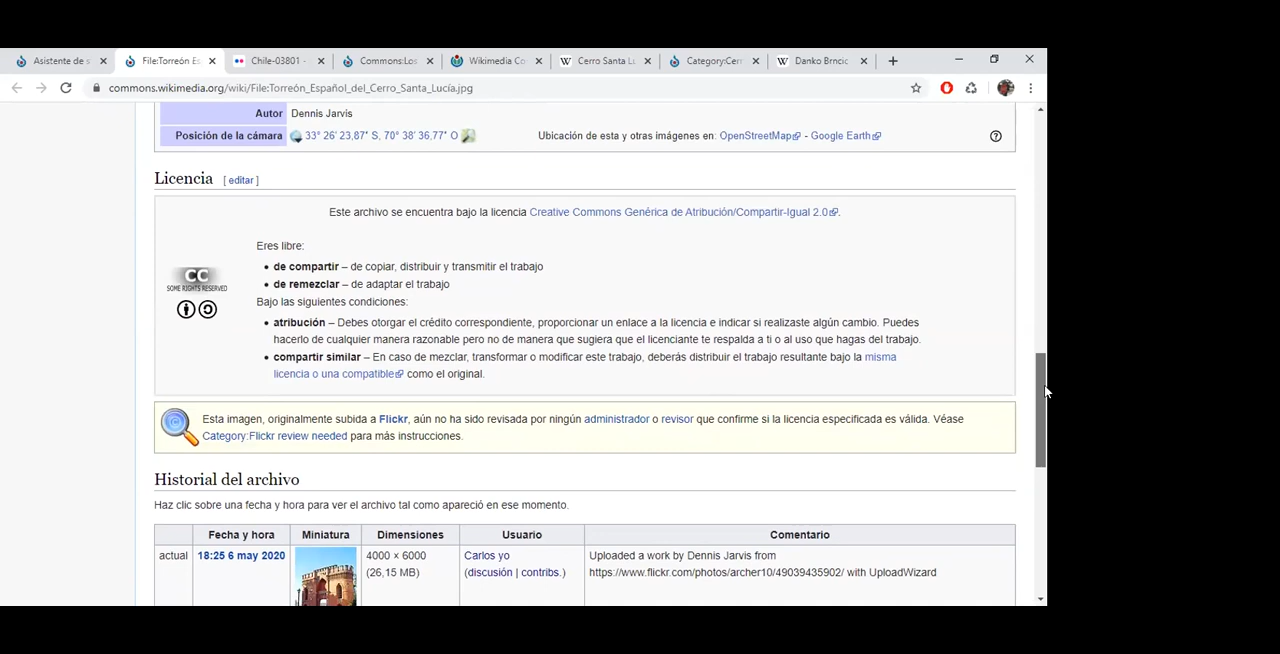 Asistente de s
File:Torreón Es
Chile-03801 -
Commons:Los
Wikimedia Co
Cerro Santa Lu
Category:Cerr
Danko Brncic
commons.wikimedia.org/wiki/File:Torreón_Español_del_Cerro_Santa_Lucía.jpg
Autor Dennis Jarvis
Posición de la cámara 33° 26′ 23,87″ S, 70° 38′ 36,77″ O Ubicación de esta y otras imágenes en: OpenStreetMap - Google Earth
Licencia [ editar ]
Este archivo se encuentra bajo la licencia Creative Commons Genérica de Atribución/Compartir-Igual 2.0.
Eres libre:
• de compartir – de copiar, distribuir y transmitir el trabajo
• de remezclar – de adaptar el trabajo
CC
SOME RIGHTS RESERVED
Bajo las siguientes condiciones:
• atribución – Debes otorgar el crédito correspondiente, proporcionar un enlace a la licencia e indicar si realizaste algún cambio. Puedes
hacerlo de cualquier manera razonable pero no de manera que sugiera que el licenciante te respalda a ti o al uso que hagas del trabajo.
• compartir similar – En caso de mezclar, transformar o modificar este trabajo, deberás distribuir el trabajo resultante bajo la misma
licencia o una compatible como el original.
Esta imagen, originalmente subida a Flickr, aún no ha sido revisada por ningún administrador o revisor que confirme si la licencia especificada es válida. Véase
Category:Flickr review needed para más instrucciones.
Historial del archivo
Haz clic sobre una fecha y hora para ver el archivo tal como apareció en ese momento.
Fecha y hora Miniatura Dimensiones Usuario Comentario
actual 18:25 6 may 2020 4000 × 6000 Carlos yo Uploaded a work by Dennis Jarvis from
(26,15 MB) (discusión | contribs.) https://www.flickr.com/photos/archer10/49039435902/ with UploadWizard